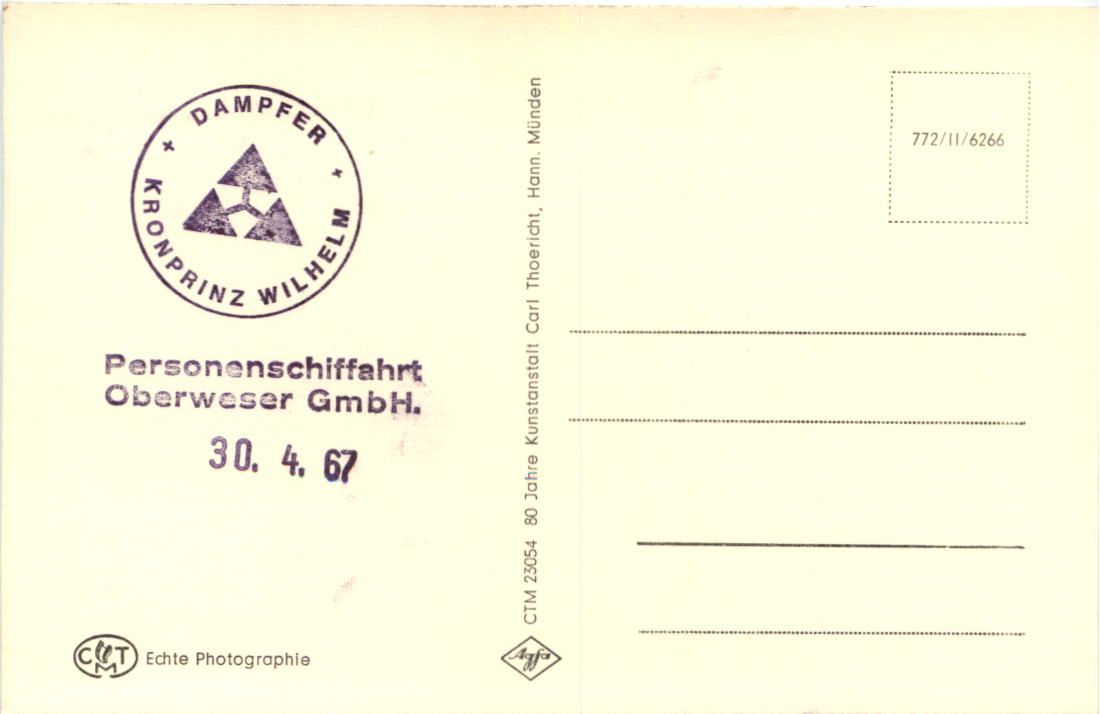 DAMPFER
KRONPRINZ WILHELM
Personenschiffahrt
Oberweser GmbH.
30. 4. 67
CMT Echte Photographie
CTM 23054 80 Jahre Kunstanstalt Carl Thoericht, Hann. Münden
Agfa
772/II/6266